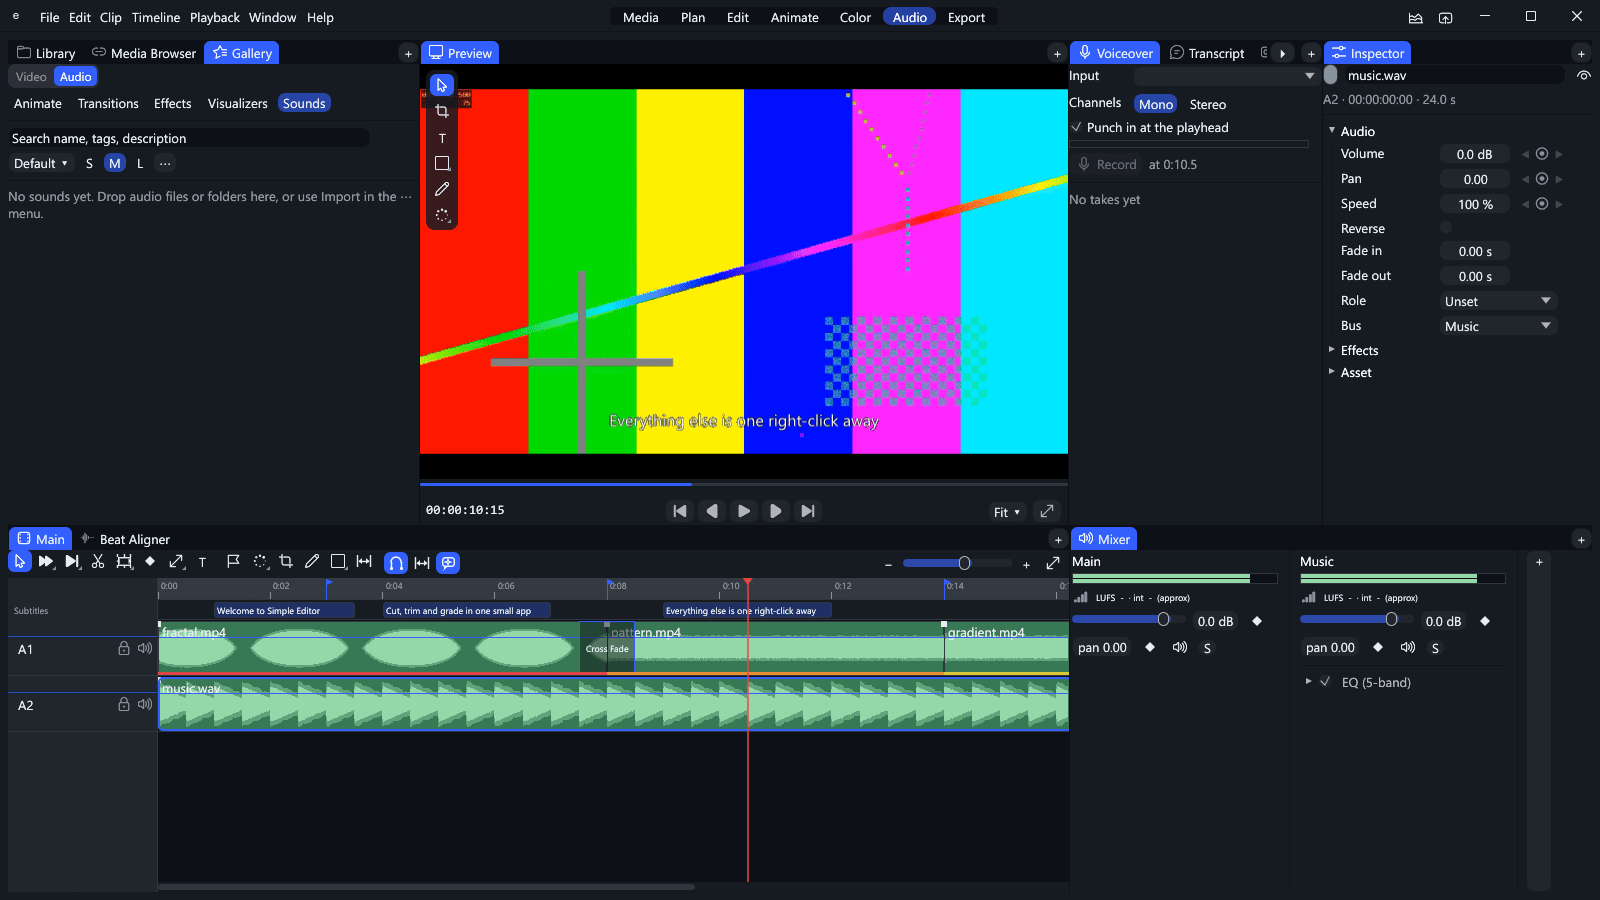 e File Edit Clip Timeline Playback Window Help
Media Plan Edit Animate Color Audio Export
Library Media Browser Gallery
Video Audio
Animate Transitions Effects Visualizers Sounds
Search name, tags, description
Default S M L ...
No sounds yet. Drop audio files or folders here, or use Import in the ···
menu.
Preview
T
Everything else is one right-click away
00:00:10:15
Fit
Voiceover Transcript
Input
Channels Mono Stereo
Punch in at the playhead
Record at 0:10.5
No takes yet
Inspector
music.wav
A2 · 00:00:00:00 · 24.0 s
Audio
Volume 0.0 dB
Pan 0.00
Speed 100 %
Reverse
Fade in 0.00 s
Fade out 0.00 s
Role Unset
Bus Music
Effects
Asset
Main Beat Aligner
T
0:00 0:02 0:04 0:06 0:08 0:10 0:12 0:14
Subtitles Welcome to Simple Editor Cut, trim and grade in one small app Everything else is one right-click away
A1 fractal.mp4 pattern.mp4 gradient.mp4
Cross Fade
A2 music.wav
Mixer
Main Music
LUFS - · int - (approx) LUFS - · int - (approx)
0.0 dB 0.0 dB
pan 0.00 S pan 0.00 S
EQ (5-band)